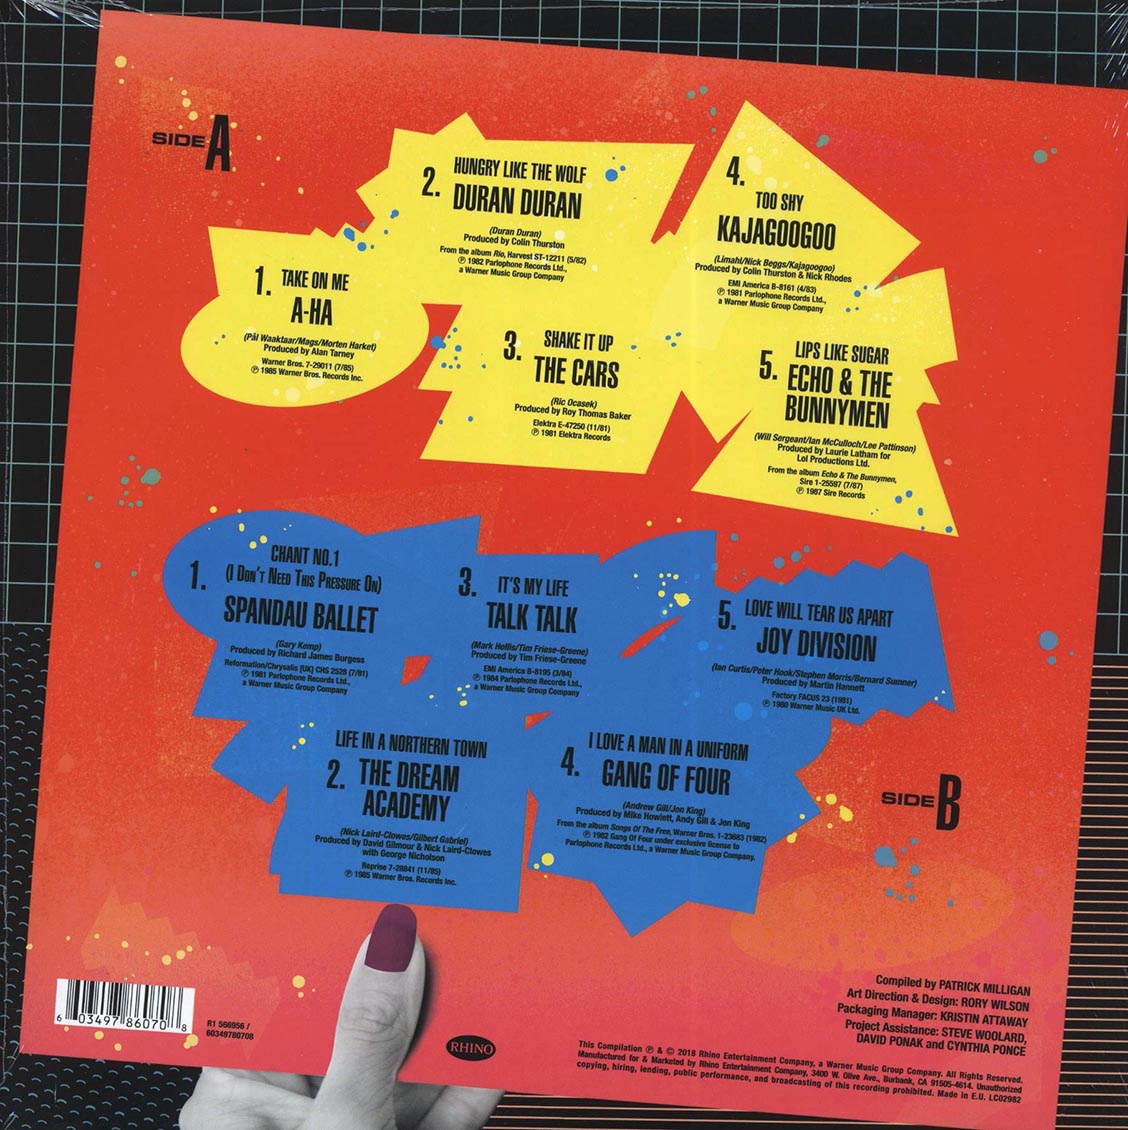 SIDE A
1. TAKE ON ME
A-HA
(Pål Waaktaar/Mags/Morten Harket)
Produced by Alan Tarney
Warner Bros. 7-29011 (7/85)
℗ 1985 Warner Bros. Records Inc.
2. HUNGRY LIKE THE WOLF
DURAN DURAN
(Duran Duran)
Produced by Colin Thurston
From the album Rio, Harvest ST-12211 (5/82)
℗ 1982 Parlophone Records Ltd.,
a Warner Music Group Company
3. SHAKE IT UP
THE CARS
(Ric Ocasek)
Produced by Roy Thomas Baker
Elektra E-47250 (11/81)
℗ 1981 Elektra Records
4. TOO SHY
KAJAGOOGOO
(Limahl/Nick Beggs/Kajagoogoo)
Produced by Colin Thurston & Nick Rhodes
EMI America B-8161 (4/83)
℗ 1981 Parlophone Records Ltd.,
a Warner Music Group Company
5. LIPS LIKE SUGAR
ECHO & THE
BUNNYMEN
(Will Sergeant/Ian McCulloch/Lee Pattinson)
Produced by Laurie Latham for
Lol Productions Ltd.
From the album Echo & The Bunnymen,
Sire 1-25597 (7/87)
℗ 1987 Sire Records
1. CHANT NO.1
(I DON'T NEED THIS PRESSURE ON)
SPANDAU BALLET
(Gary Kemp)
Produced by Richard James Burgess
Reformation/Chrysalis [UK] CHS 2528 (7/81)
℗ 1981 Parlophone Records Ltd.,
a Warner Music Group Company
2. LIFE IN A NORTHERN TOWN
THE DREAM
ACADEMY
(Nick Laird-Clowes/Gilbert Gabriel)
Produced by David Gilmour & Nick Laird-Clowes
with George Nicholson
Reprise 7-28841 (11/85)
℗ 1985 Warner Bros. Records Inc.
3. IT'S MY LIFE
TALK TALK
(Mark Hollis/Tim Friese-Greene)
Produced by Tim Friese-Greene
EMI America B-8195 (3/84)
℗ 1984 Parlophone Records Ltd.,
a Warner Music Group Company
4. I LOVE A MAN IN A UNIFORM
GANG OF FOUR
(Andrew Gill/Jon King)
Produced by Mike Howlett, Andy Gill & Jon King
From the album Songs Of The Free, Warner Bros. 1-23683 (1982)
℗ 1982 Gang Of Four under exclusive license to
Parlophone Records Ltd., a Warner Music Group Company.
5. LOVE WILL TEAR US APART
JOY DIVISION
(Ian Curtis/Peter Hook/Stephen Morris/Bernard Sumner)
Produced by Martin Hannett
Factory FACUS 23 (1981)
℗ 1980 Warner Music UK Ltd.
SIDE B
6 03497 86070 8
R1 566956 /
60349780708
RHINO
Compiled by PATRICK MILLIGAN
Art Direction & Design: RORY WILSON
Packaging Manager: KRISTIN ATTAWAY
Project Assistance: STEVE WOOLARD,
DAVID PONAK and CYNTHIA PONCE
This Compilation ℗ & © 2018 Rhino Entertainment Company, a Warner Music Group Company. All Rights Reserved.
Manufactured for & Marketed by Rhino Entertainment Company, 3400 W. Olive Ave., Burbank, CA 91505-4614. Unauthorized
copying, hiring, lending, public performance, and broadcasting of this recording prohibited. Made in E.U. LC02982